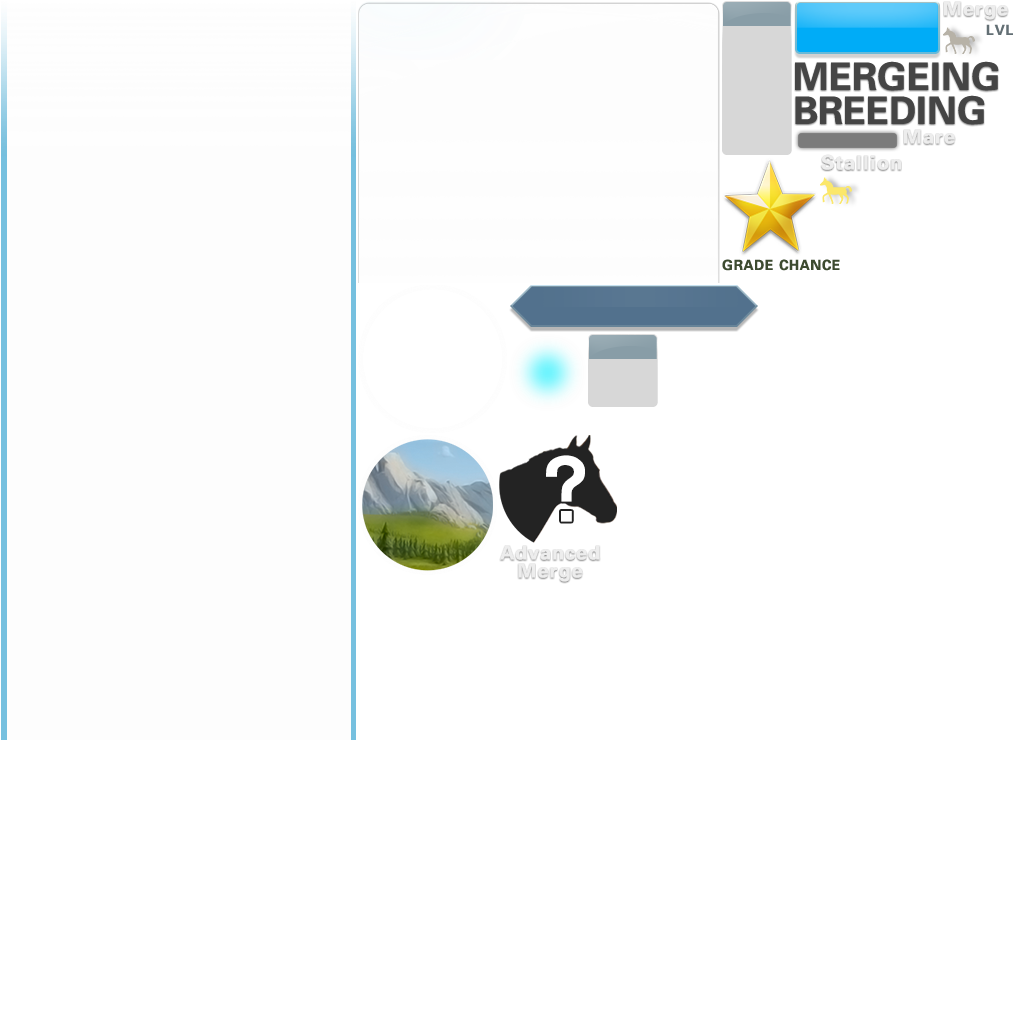 Merge
LVL
MERGEING
BREEDING
Mare
Stallion
GRADE CHANCE
?
Advanced
Merge